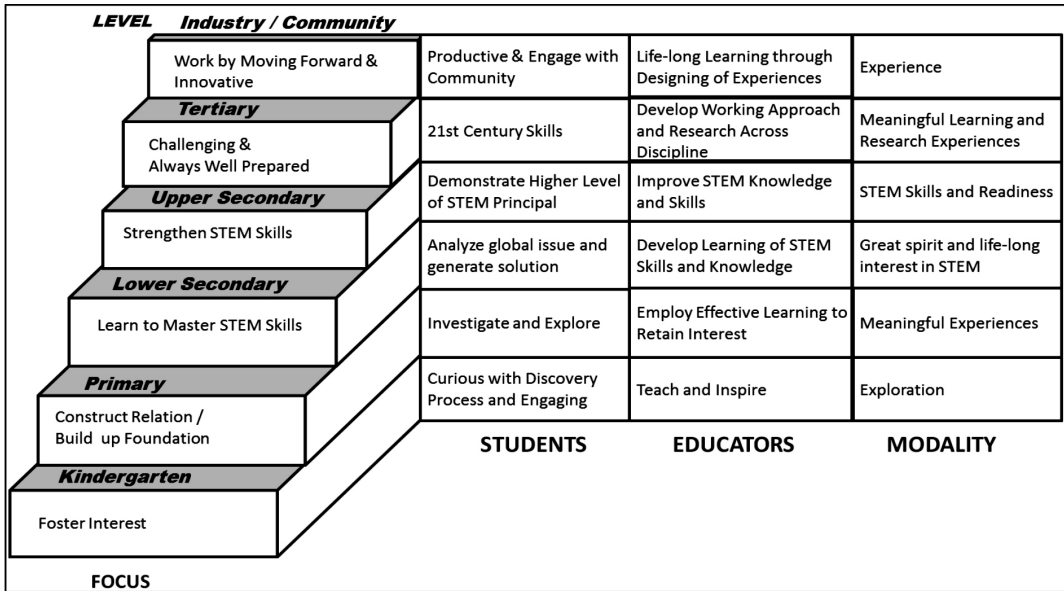 LEVEL Industry / Community
Work by Moving Forward &
Innovative
Productive & Engage with
Community
Life-long Learning through
Designing of Experiences
Experience
Tertiary
Challenging &
Always Well Prepared
21st Century Skills
Develop Working Approach
and Research Across
Discipline
Meaningful Learning and
Research Experiences
Upper Secondary
Strengthen STEM Skills
Demonstrate Higher Level
of STEM Principal
Improve STEM Knowledge
and Skills
STEM Skills and Readiness
Lower Secondary
Learn to Master STEM Skills
Analyze global issue and
generate solution
Develop Learning of STEM
Skills and Knowledge
Great spirit and life-long
interest in STEM
Primary
Construct Relation /
Build up Foundation
Investigate and Explore
Employ Effective Learning to
Retain Interest
Meaningful Experiences
Kindergarten
Foster Interest
Curious with Discovery
Process and Engaging
Teach and Inspire
Exploration
FOCUS
STUDENTS
EDUCATORS
MODALITY